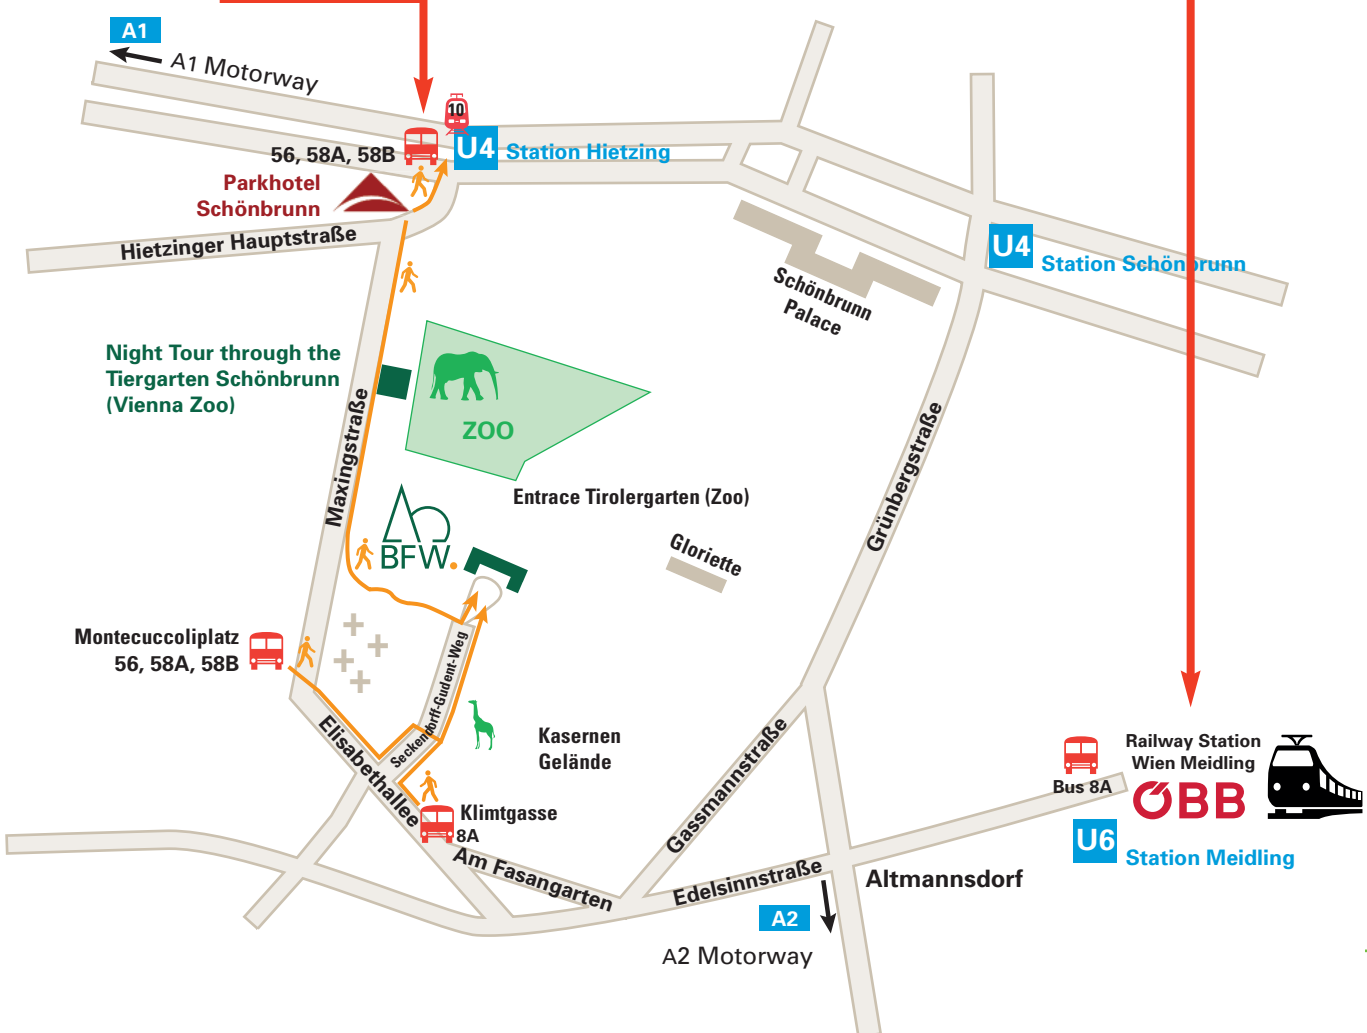 A1
A1 Motorway
10
56, 58A, 58B
U4
Station Hietzing
Parkhotel
Schönbrunn
Hietzinger Hauptstraße
U4
Station Schönbrunn
Schönbrunn
Palace
Night Tour through the
Tiergarten Schönbrunn
(Vienna Zoo)
ZOO
Maxingstraße
Grünbergstraße
Entrace Tirolergarten (Zoo)
BFW.
Gloriette
Montecuccoliplatz
56, 58A, 58B
Seckendorff-Gudent-Weg
Elisabethallee
Kasernen
Gelände
Gassmannstraße
Railway Station
Wien Meidling
Bus 8A
ÖBB
Klimtgasse
8A
U6
Station Meidling
Am Fasangarten
Edelsinnstraße
Altmannsdorf
A2
A2 Motorway